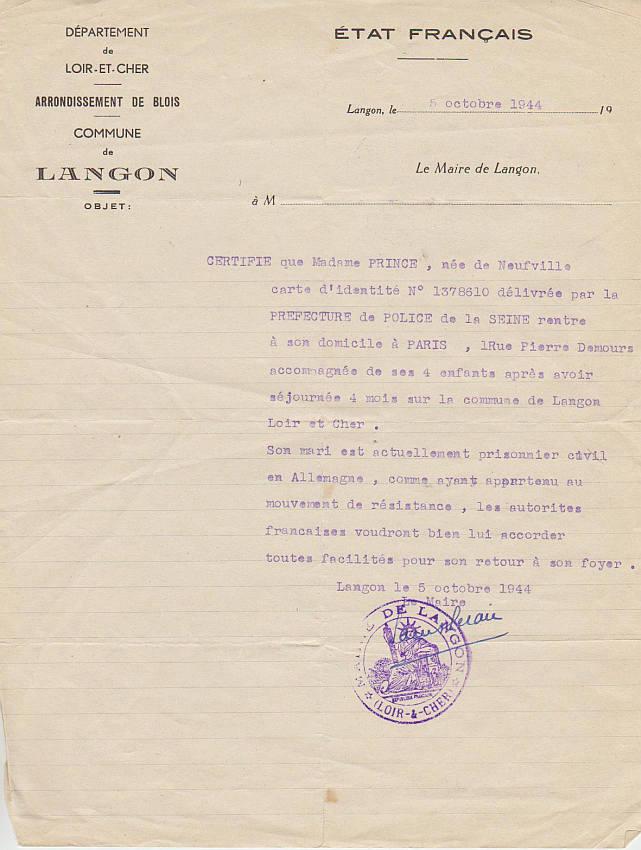 DÉPARTEMENT
de
LOIR-ET-CHER
ARRONDISSEMENT DE BLOIS
COMMUNE
de
LANGON
OBJET:
ÉTAT FRANÇAIS
Langon, le 5 octobre 1944 19
Le Maire de Langon,
à M
CERTIFIE que Madame PRINCE , née de Neufville
carte d'identité N° 1378610 délivrée par la
PREFECTURE de POLICE de la SEINE rentre
à son domicile à PARIS , 1Rue Pierre Demours
accompagnée de ses 4 enfants après avoir
séjournée 4 mois sur la commune de Langon
Loir et Cher .
Son mari est actuellement prisonnier civil
en Allemagne , comme ayant appartenu au
mouvement de résistance , les autorites
francaises voudront bien lui accorder
toutes facilités pour son retour à son foyer .
Langon le 5 octobre 1944
Le Maire
MAIRIE DE LANGON
(LOIR-&-CHER)